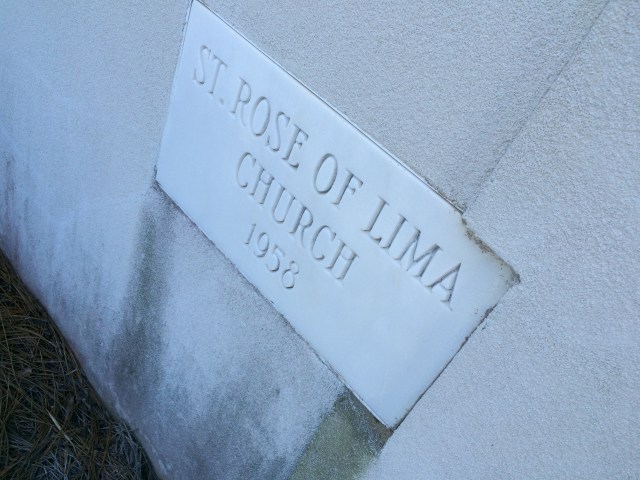 ST. ROSE OF LIMA
CHURCH
1958